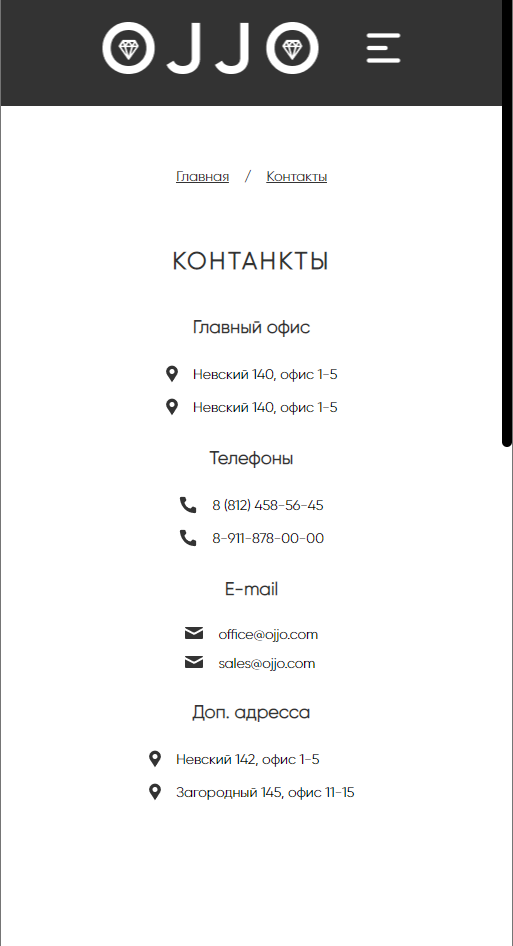 OJJO
Главная / Контакты
КОНТАНКТЫ
Главный офис
Невский 140, офис 1-5
Невский 140, офис 1-5
Телефоны
8 (812) 458-56-45
8-911-878-00-00
E-mail
office@ojjo.com
sales@ojjo.com
Доп. адресса
Невский 142, офис 1-5
Загородный 145, офис 11-15